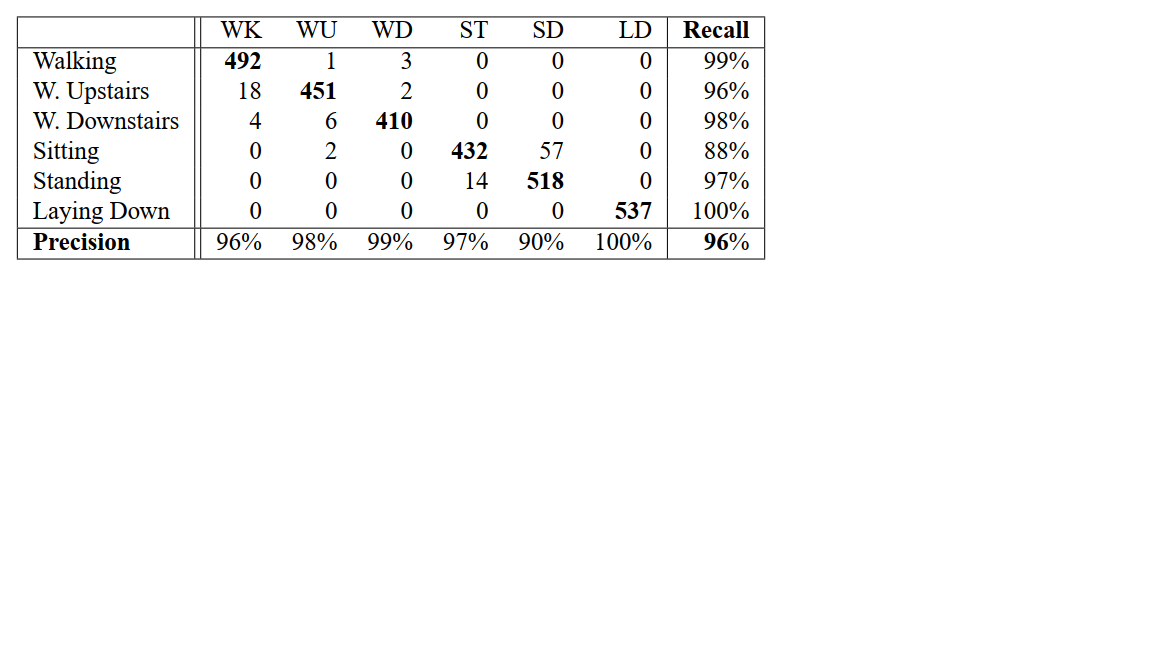 WK WU WD ST SD LD Recall
Walking 492 1 3 0 0 0 99%
W. Upstairs 18 451 2 0 0 0 96%
W. Downstairs 4 6 410 0 0 0 98%
Sitting 0 2 0 432 57 0 88%
Standing 0 0 0 14 518 0 97%
Laying Down 0 0 0 0 0 537 100%
Precision 96% 98% 99% 97% 90% 100% 96%